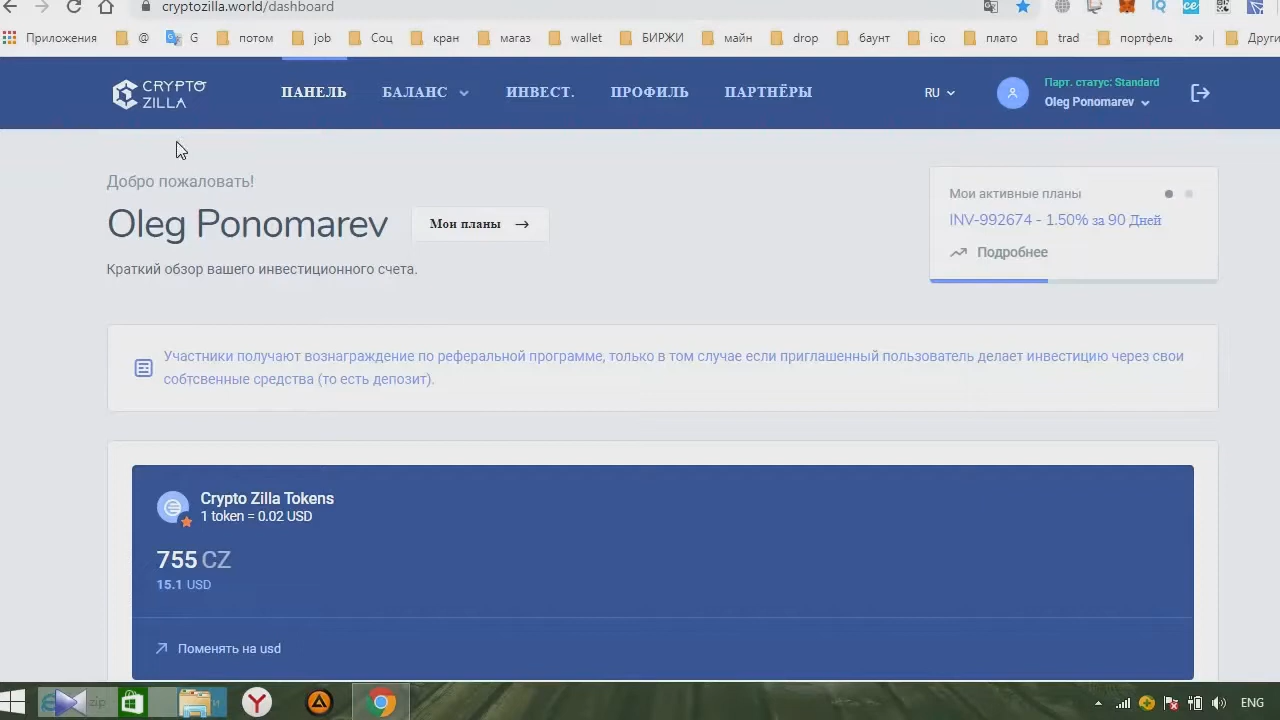 cryptozilla.world/dashboard
Приложения @ G потом job Соц кран магаз wallet БИРЖИ майн drop баунт ico плато trad портфель » Други
CRYPTO
ZILLA
ПАНЕЛЬ БАЛАНС ИНВЕСТ. ПРОФИЛЬ ПАРТНЁРЫ
RU
Парт. статус: Standard
Oleg Ponomarev
Добро пожаловать!
Oleg Ponomarev
Мои планы →
Краткий обзор вашего инвестиционного счета.
Мои активные планы
INV-992674 - 1.50% за 90 Дней
Подробнее
Участники получают вознаграждение по реферальной программе, только в том случае если приглашенный пользователь делает инвестицию через свои
собтсвенные средства (то есть депозит).
Crypto Zilla Tokens
1 token = 0.02 USD
755 CZ
15.1 USD
Поменять на usd
zip
ENG